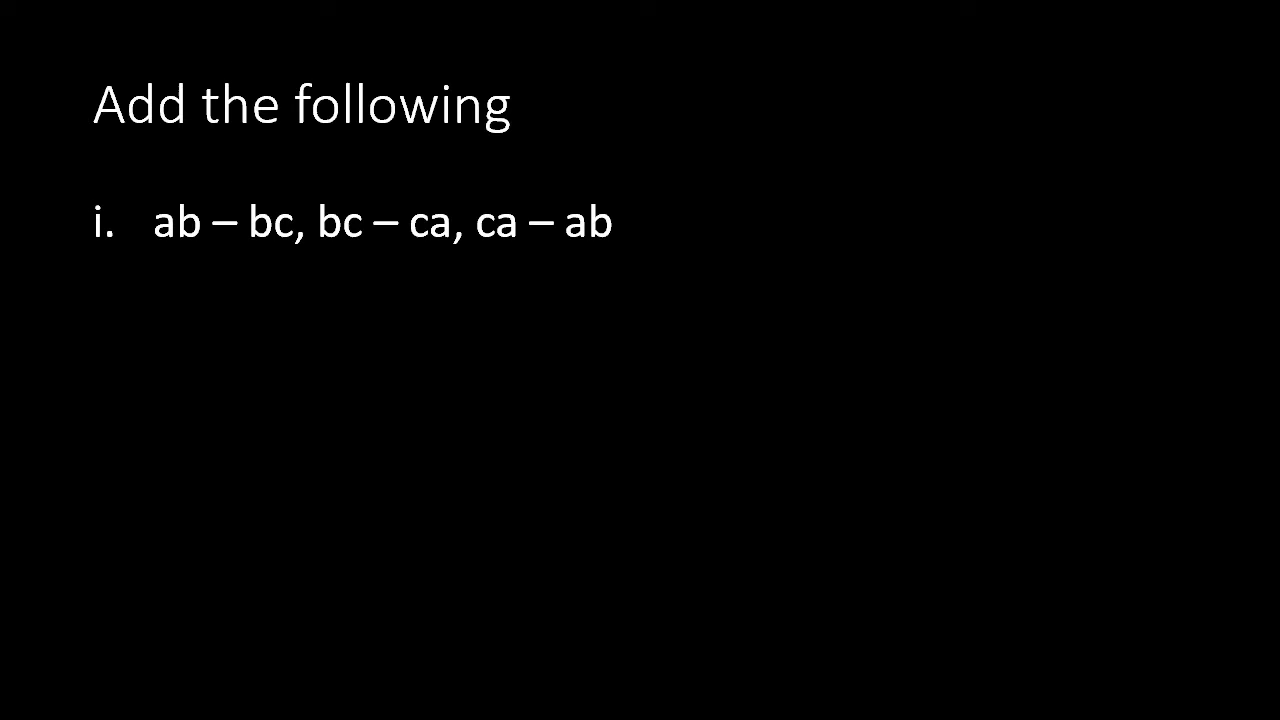 Add the following
i. ab – bc, bc – ca, ca – ab